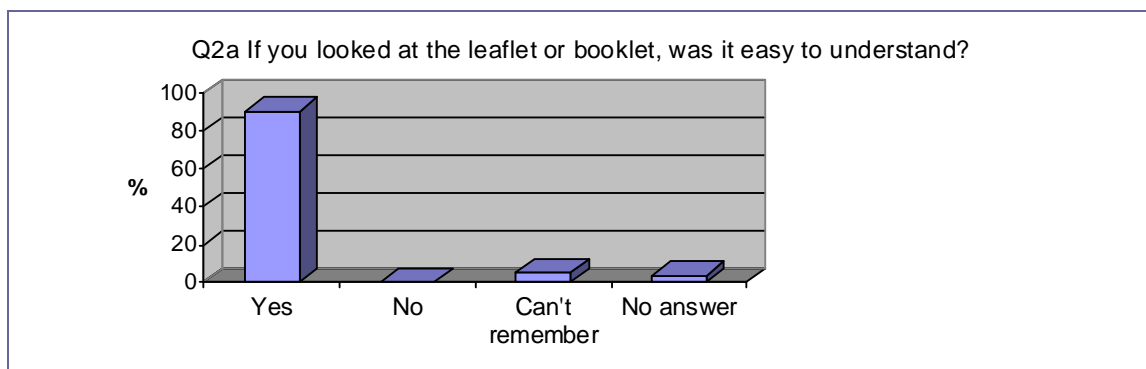 Q2a If you looked at the leaflet or booklet, was it easy to understand?
100
80
60
40
20
0
%
Yes
No
Can't
remember
No answer